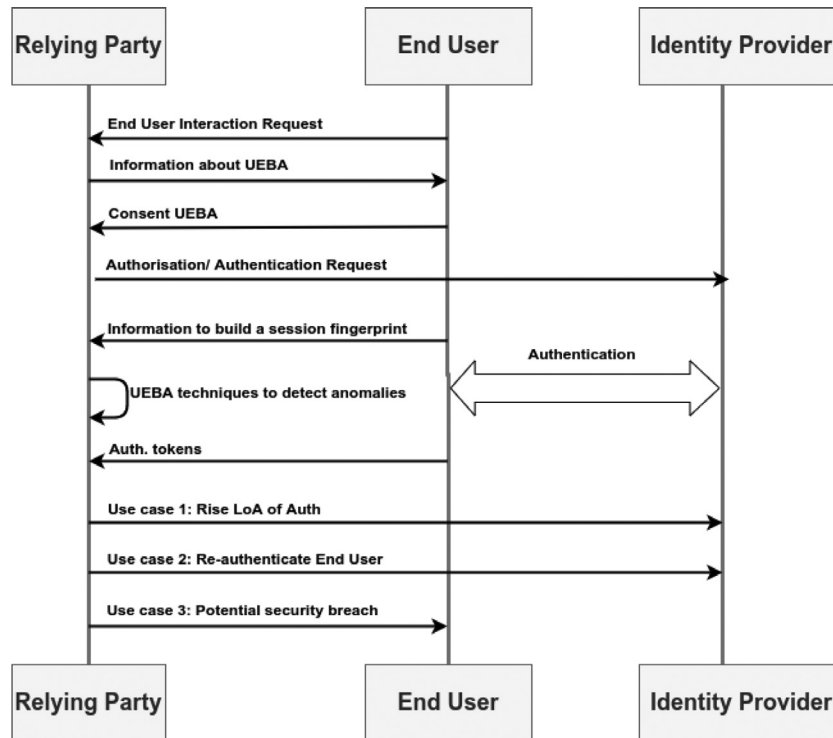 Relying Party
End User
Identity Provider
End User Interaction Request
Information about UEBA
Consent UEBA
Authorisation/ Authentication Request
Information to build a session fingerprint
Authentication
UEBA techniques to detect anomalies
Auth. tokens
Use case 1: Rise LoA of Auth
Use case 2: Re-authenticate End User
Use case 3: Potential security breach
Relying Party
End User
Identity Provider